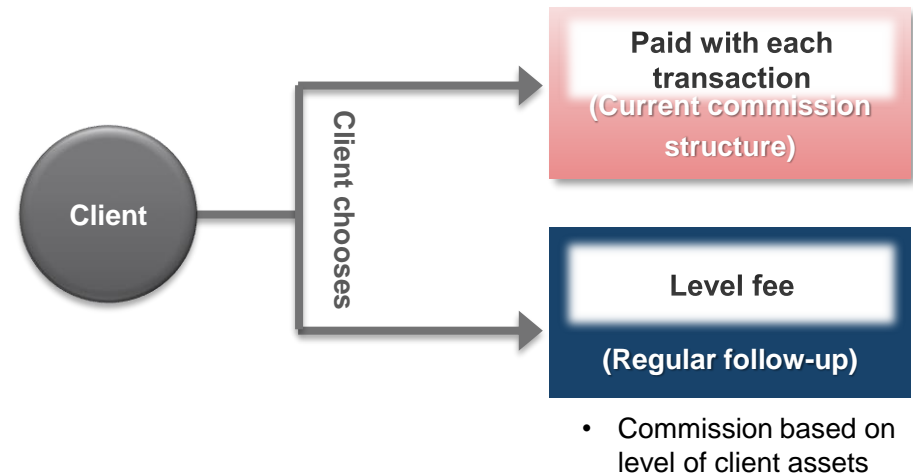 Paid with each
transaction
(Current commission
structure)
Client
Client chooses
Level fee
(Regular follow-up)
• Commission based on
level of client assets